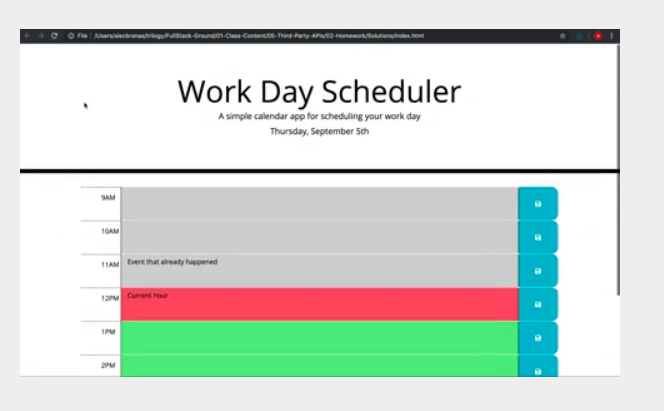 File | /Users/alecbranaa/trilogy/FullStack-Ground/01-Class-Content/05-Third-Party-APIs/02-Homework/Solutions/index.html
Work Day Scheduler
A simple calendar app for scheduling your work day
Thursday, September 5th
9AM
10AM
11AM Event that already happened
12PM Current hour
1PM
2PM